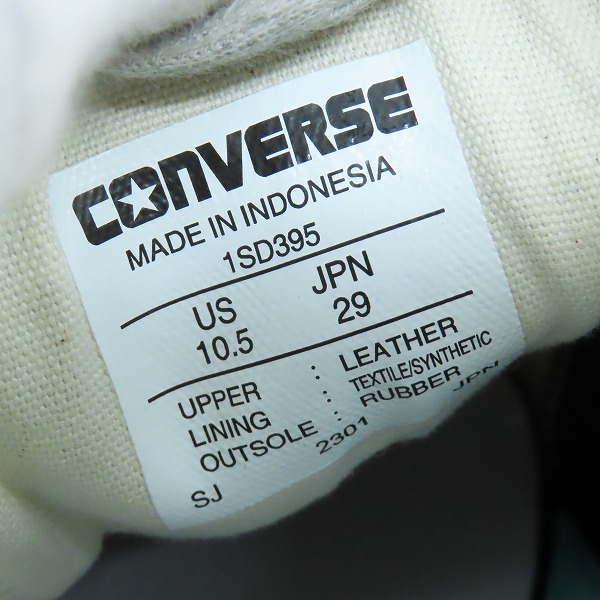 CONVERSE
MADE IN INDONESIA
1SD395
US JPN
10.5 29
UPPER : LEATHER
LINING : TEXTILE/SYNTHETIC
OUTSOLE : RUBBER
SJ 2301 JPN